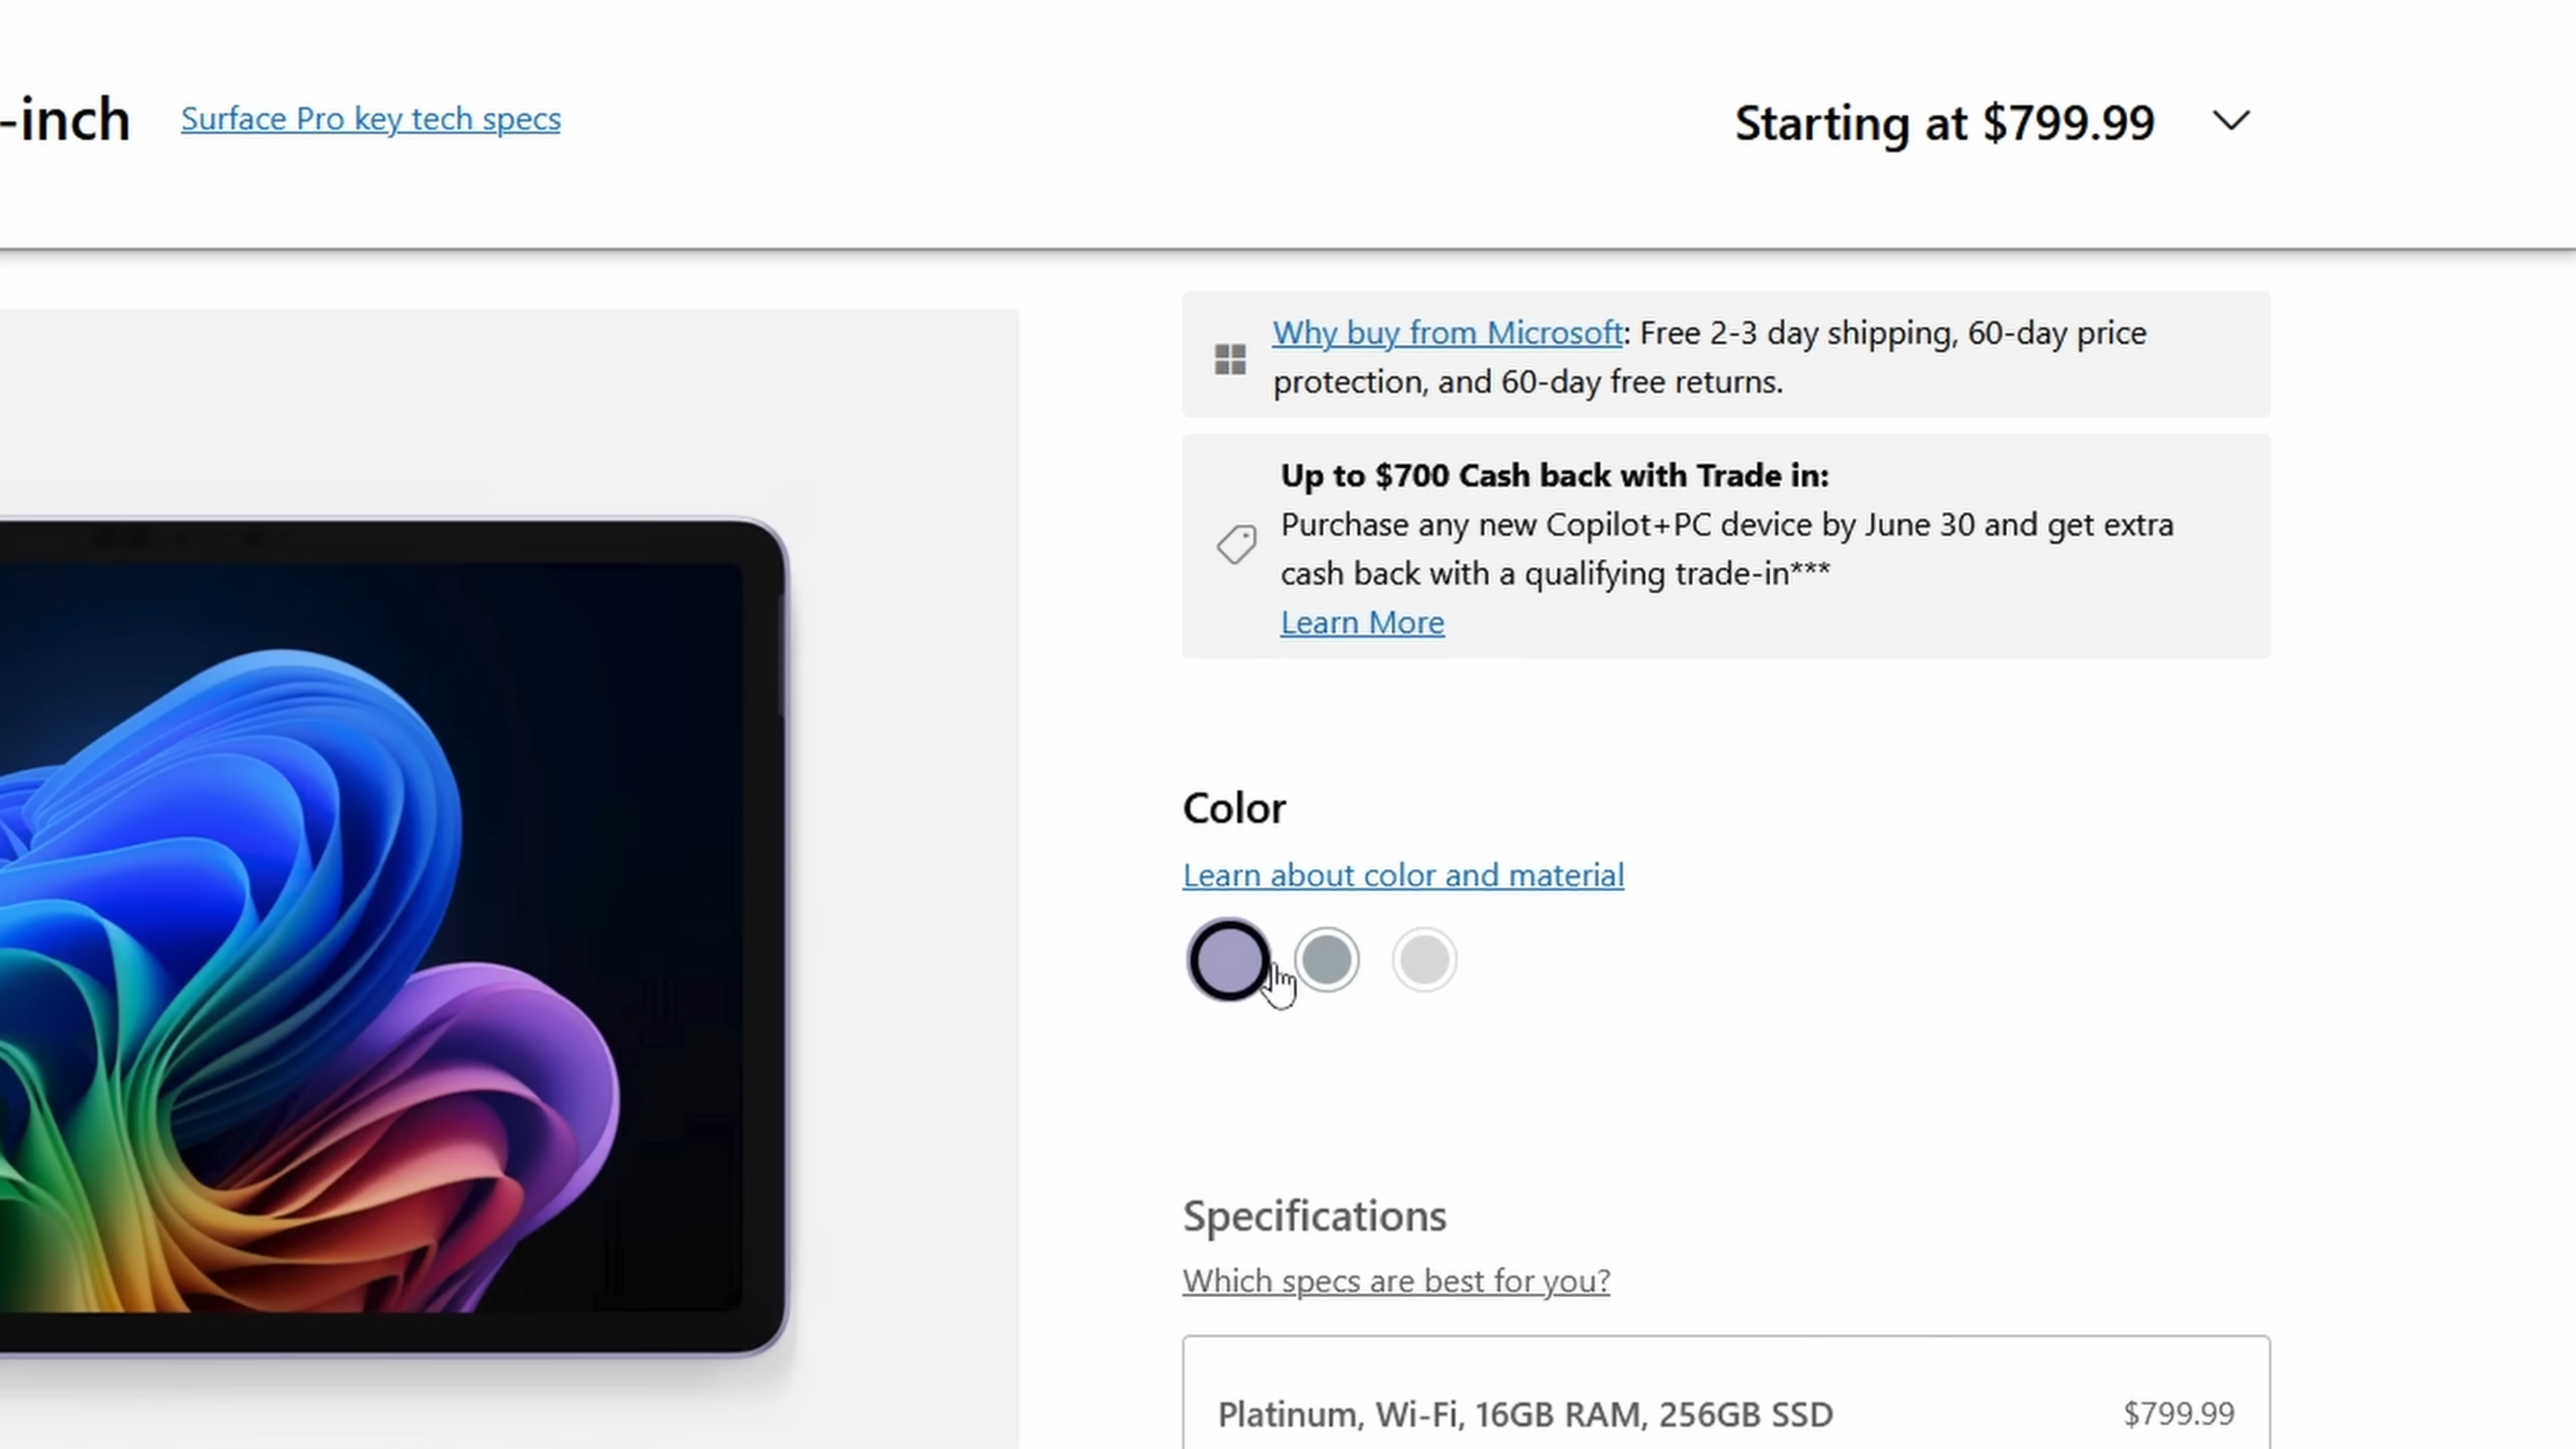 -inch
Surface Pro key tech specs
Starting at $799.99
Why buy from Microsoft: Free 2-3 day shipping, 60-day price
protection, and 60-day free returns.
Up to $700 Cash back with Trade in:
Purchase any new Copilot+PC device by June 30 and get extra
cash back with a qualifying trade-in***
Learn More
Color
Learn about color and material
Specifications
Which specs are best for you?
Platinum, Wi-Fi, 16GB RAM, 256GB SSD
$799.99